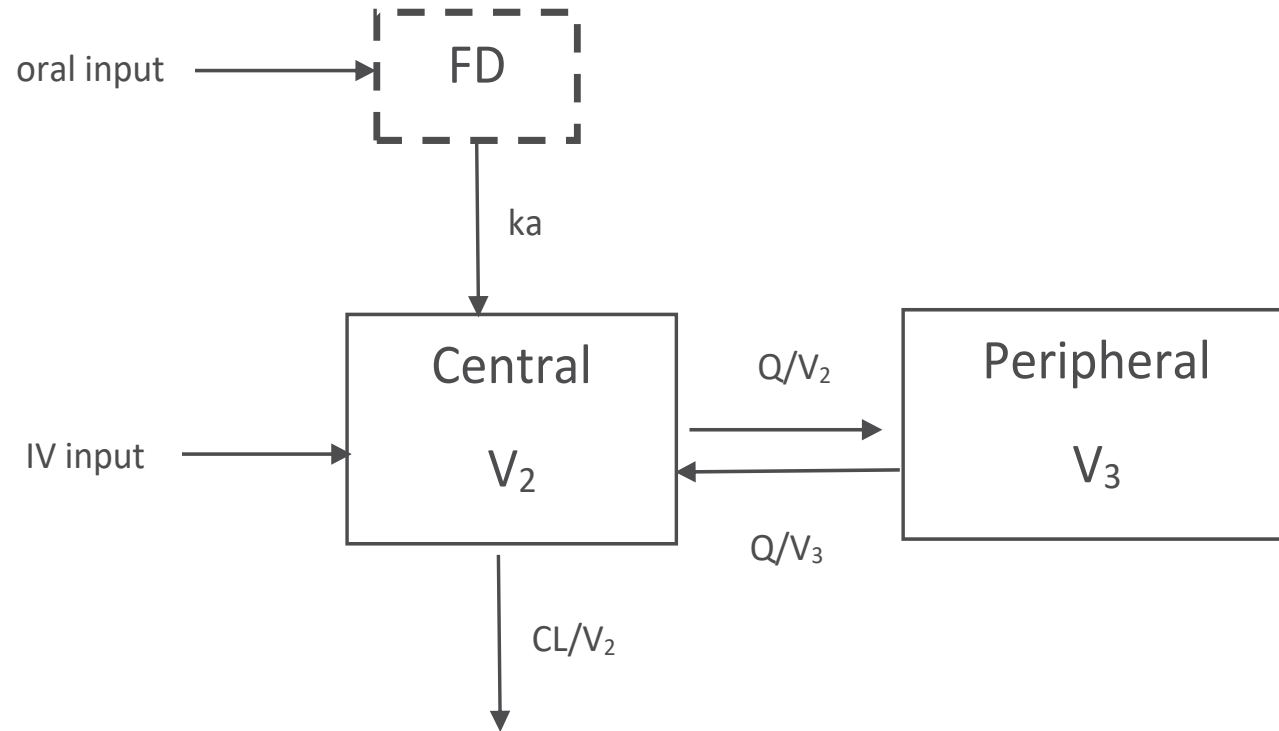 FD
oral input
ka
Central
V₂
Peripheral
V₃
Q/V₂
IV input
Q/V₃
CL/V₂